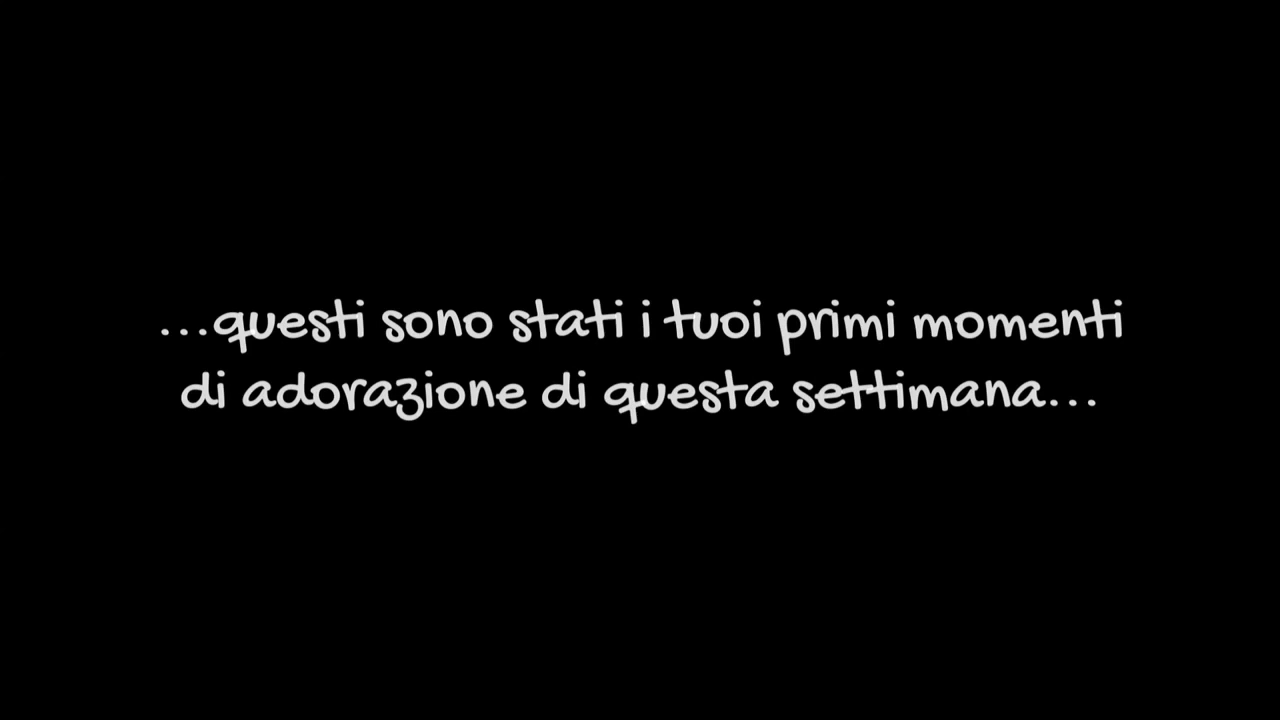 ...questi sono stati i tuoi primi momenti
di adorazione di questa settimana...